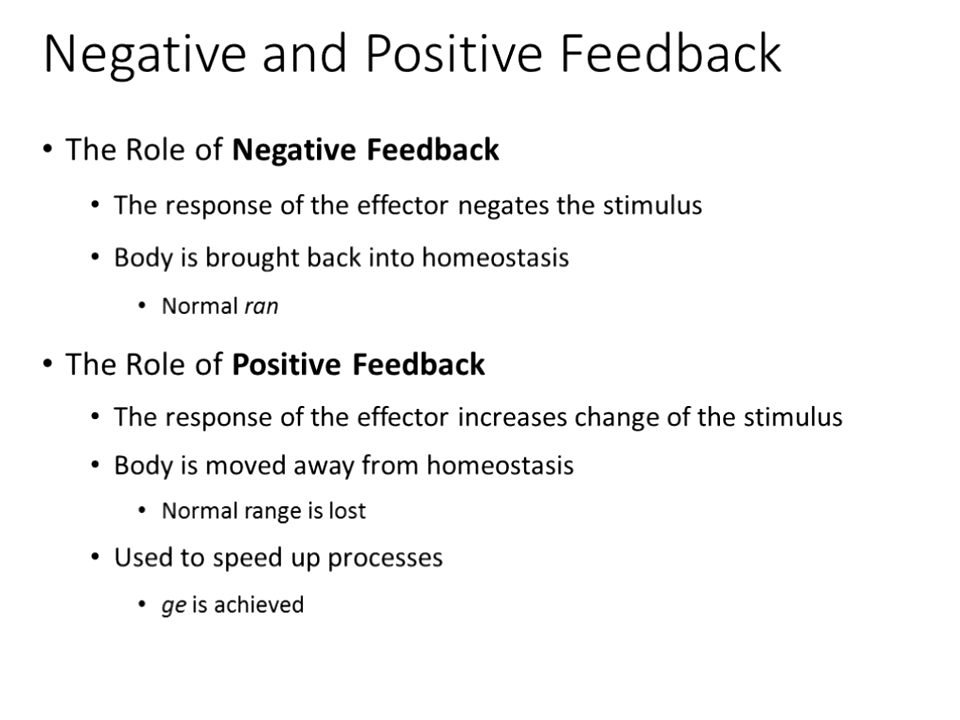 Negative and Positive Feedback
• The Role of Negative Feedback
• The response of the effector negates the stimulus
• Body is brought back into homeostasis
• Normal ran
• The Role of Positive Feedback
• The response of the effector increases change of the stimulus
• Body is moved away from homeostasis
• Normal range is lost
• Used to speed up processes
• ge is achieved